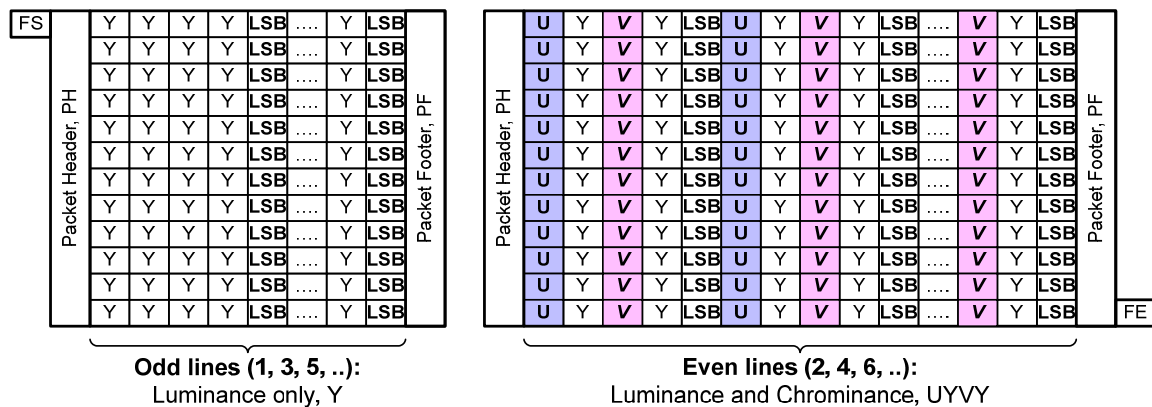 FS Packet Header, PH Y Y Y Y LSB .... Y LSB Packet Footer, PF Packet Header, PH U Y V Y LSB U Y V Y LSB .... V Y LSB Packet Footer, PF
Y Y Y Y LSB .... Y LSB U Y V Y LSB U Y V Y LSB .... V Y LSB
Y Y Y Y LSB .... Y LSB U Y V Y LSB U Y V Y LSB .... V Y LSB
Y Y Y Y LSB .... Y LSB U Y V Y LSB U Y V Y LSB .... V Y LSB
Y Y Y Y LSB .... Y LSB U Y V Y LSB U Y V Y LSB .... V Y LSB
Y Y Y Y LSB .... Y LSB U Y V Y LSB U Y V Y LSB .... V Y LSB
Y Y Y Y LSB .... Y LSB U Y V Y LSB U Y V Y LSB .... V Y LSB
Y Y Y Y LSB .... Y LSB U Y V Y LSB U Y V Y LSB .... V Y LSB
Y Y Y Y LSB .... Y LSB U Y V Y LSB U Y V Y LSB .... V Y LSB
Y Y Y Y LSB .... Y LSB U Y V Y LSB U Y V Y LSB .... V Y LSB
Y Y Y Y LSB .... Y LSB U Y V Y LSB U Y V Y LSB .... V Y LSB
Y Y Y Y LSB .... Y LSB U Y V Y LSB U Y V Y LSB .... V Y LSB FE
Odd lines (1, 3, 5, ..):
Luminance only, Y
Even lines (2, 4, 6, ..):
Luminance and Chrominance, UYVY